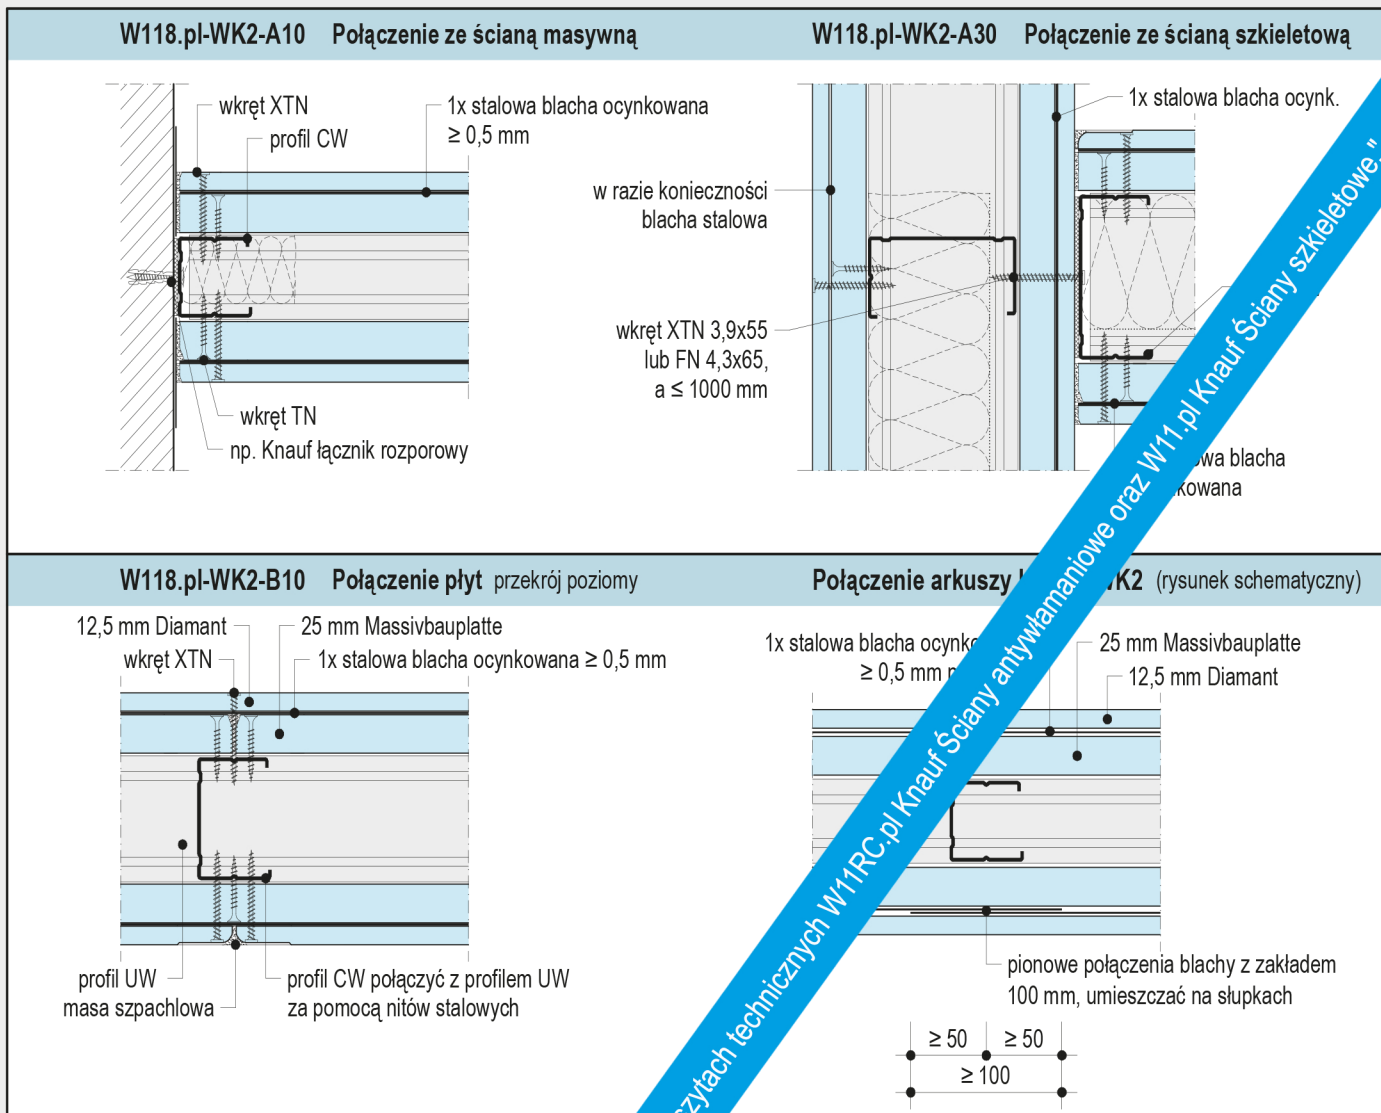 W118.pl-WK2-A10 Połączenie ze ścianą masywną
wkręt XTN
profil CW
1x stalowa blacha ocynkowana
≥ 0,5 mm
wkręt TN
np. Knauf łącznik rozporowy
W118.pl-WK2-A30 Połączenie ze ścianą szkieletową
1x stalowa blacha ocynk.
w razie konieczności
blacha stalowa
wkręt XTN 3,9x55
lub FN 4,3x65,
a ≤ 1000 mm
blacha
W118.pl-WK2-B10 Połączenie płyt przekrój poziomy
12,5 mm Diamant
25 mm Massivbauplatte
wkręt XTN
1x stalowa blacha ocynkowana ≥ 0,5 mm
profil UW
masa szpachlowa
profil CW połączyć z profilem UW
za pomocą nitów stalowych
Połączenie arkuszy WK2 (rysunek schematyczny)
1x stalowa blacha
≥ 0,5 mm
25 mm Massivbauplatte
12,5 mm Diamant
pionowe połączenia blachy z zakładem
100 mm, umieszczać na słupkach
≥ 50 ≥ 50
≥ 100
technicznych W11RC.pl Knauf Ściany antywłamaniowe oraz W11.pl Knauf Ściany szkieletowe."